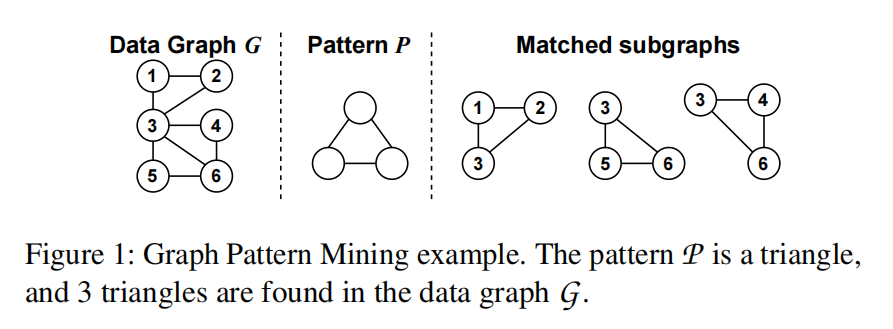 Data Graph G
Pattern P
Matched subgraphs
1 2
3 4
5 6
1 2
3
3
5 6
3 4
6
Figure 1: Graph Pattern Mining example. The pattern 𝒫 is a triangle,
and 3 triangles are found in the data graph 𝒢.